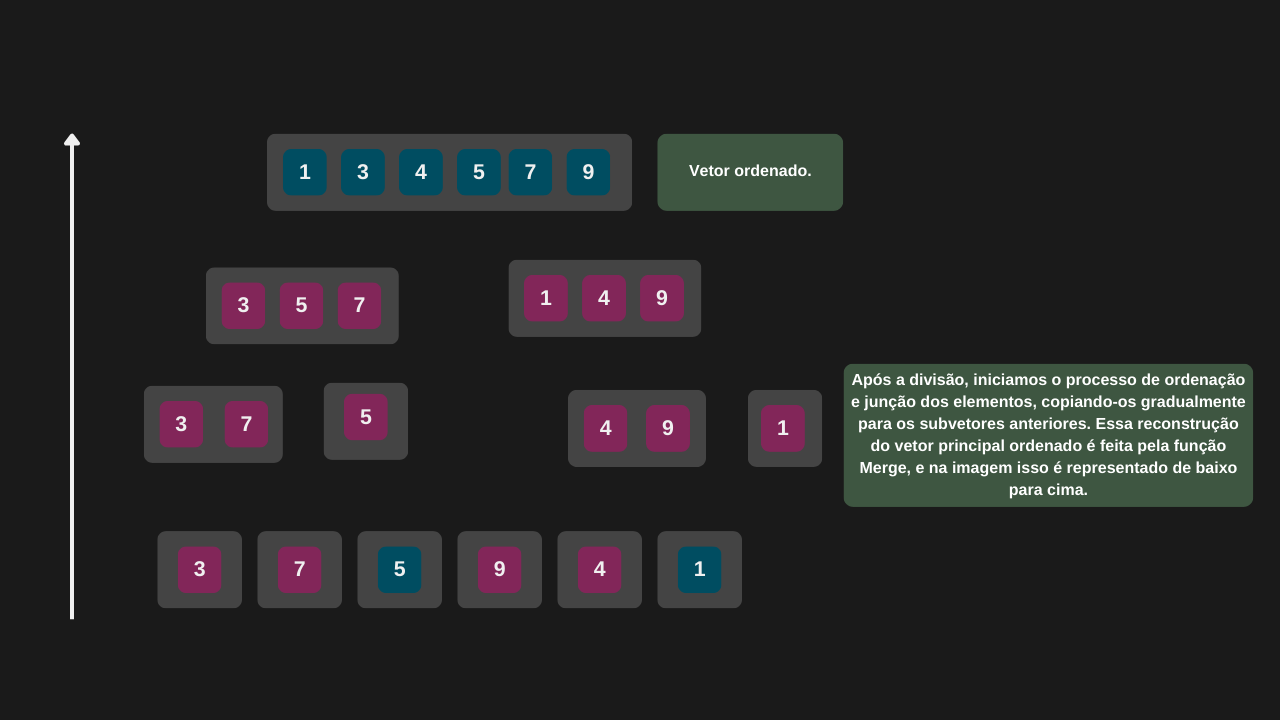 1 3 4 5 7 9
Vetor ordenado.
3 5 7
1 4 9
3 7
5
4 9
1
Após a divisão, iniciamos o processo de ordenação
e junção dos elementos, copiando-os gradualmente
para os subvetores anteriores. Essa reconstrução
do vetor principal ordenado é feita pela função
Merge, e na imagem isso é representado de baixo
para cima.
3 7 5 9 4 1